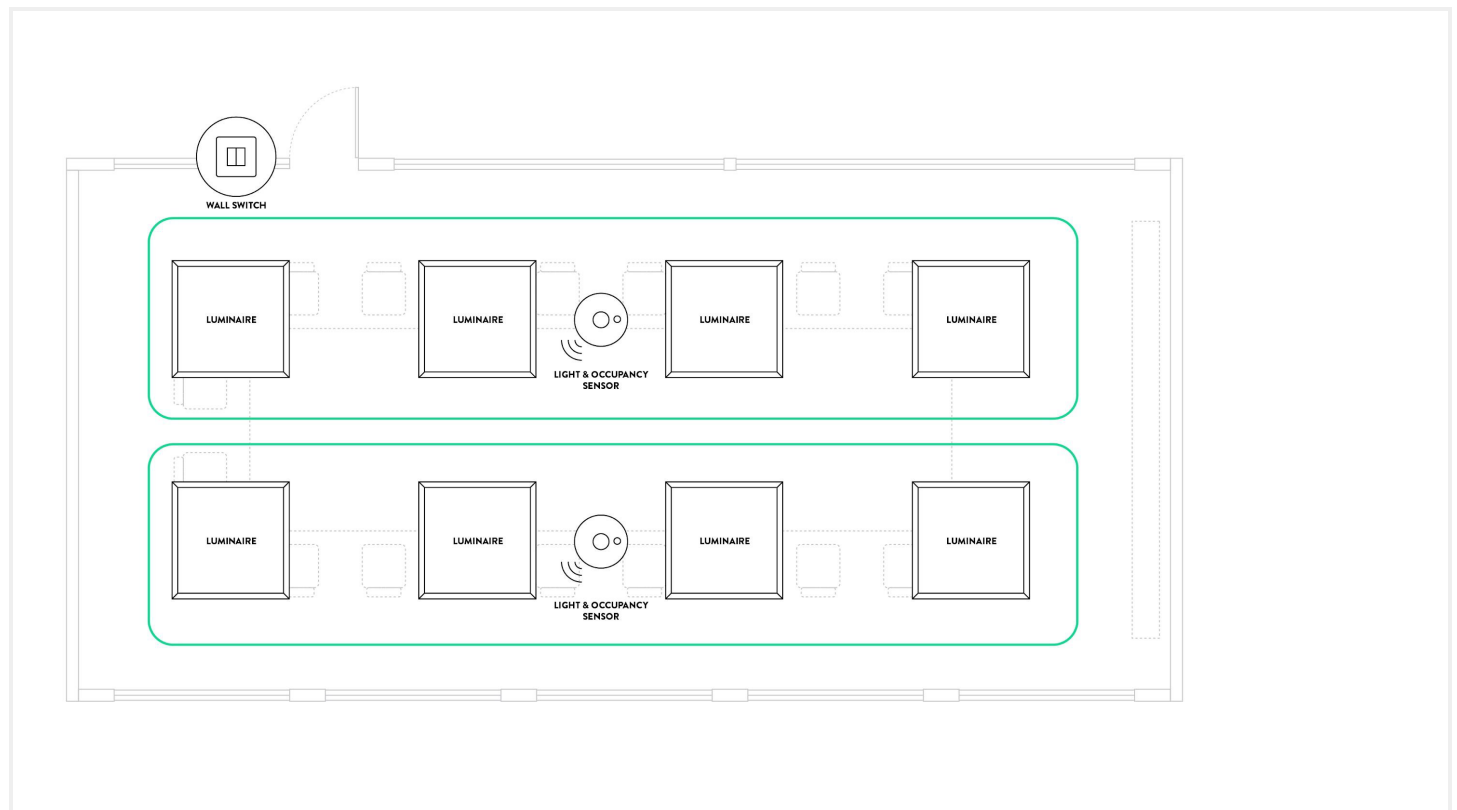 WALL SWITCH
LUMINAIRE
LUMINAIRE
LUMINAIRE
LUMINAIRE
LIGHT & OCCUPANCY
SENSOR
LUMINAIRE
LUMINAIRE
LUMINAIRE
LUMINAIRE
LIGHT & OCCUPANCY
SENSOR